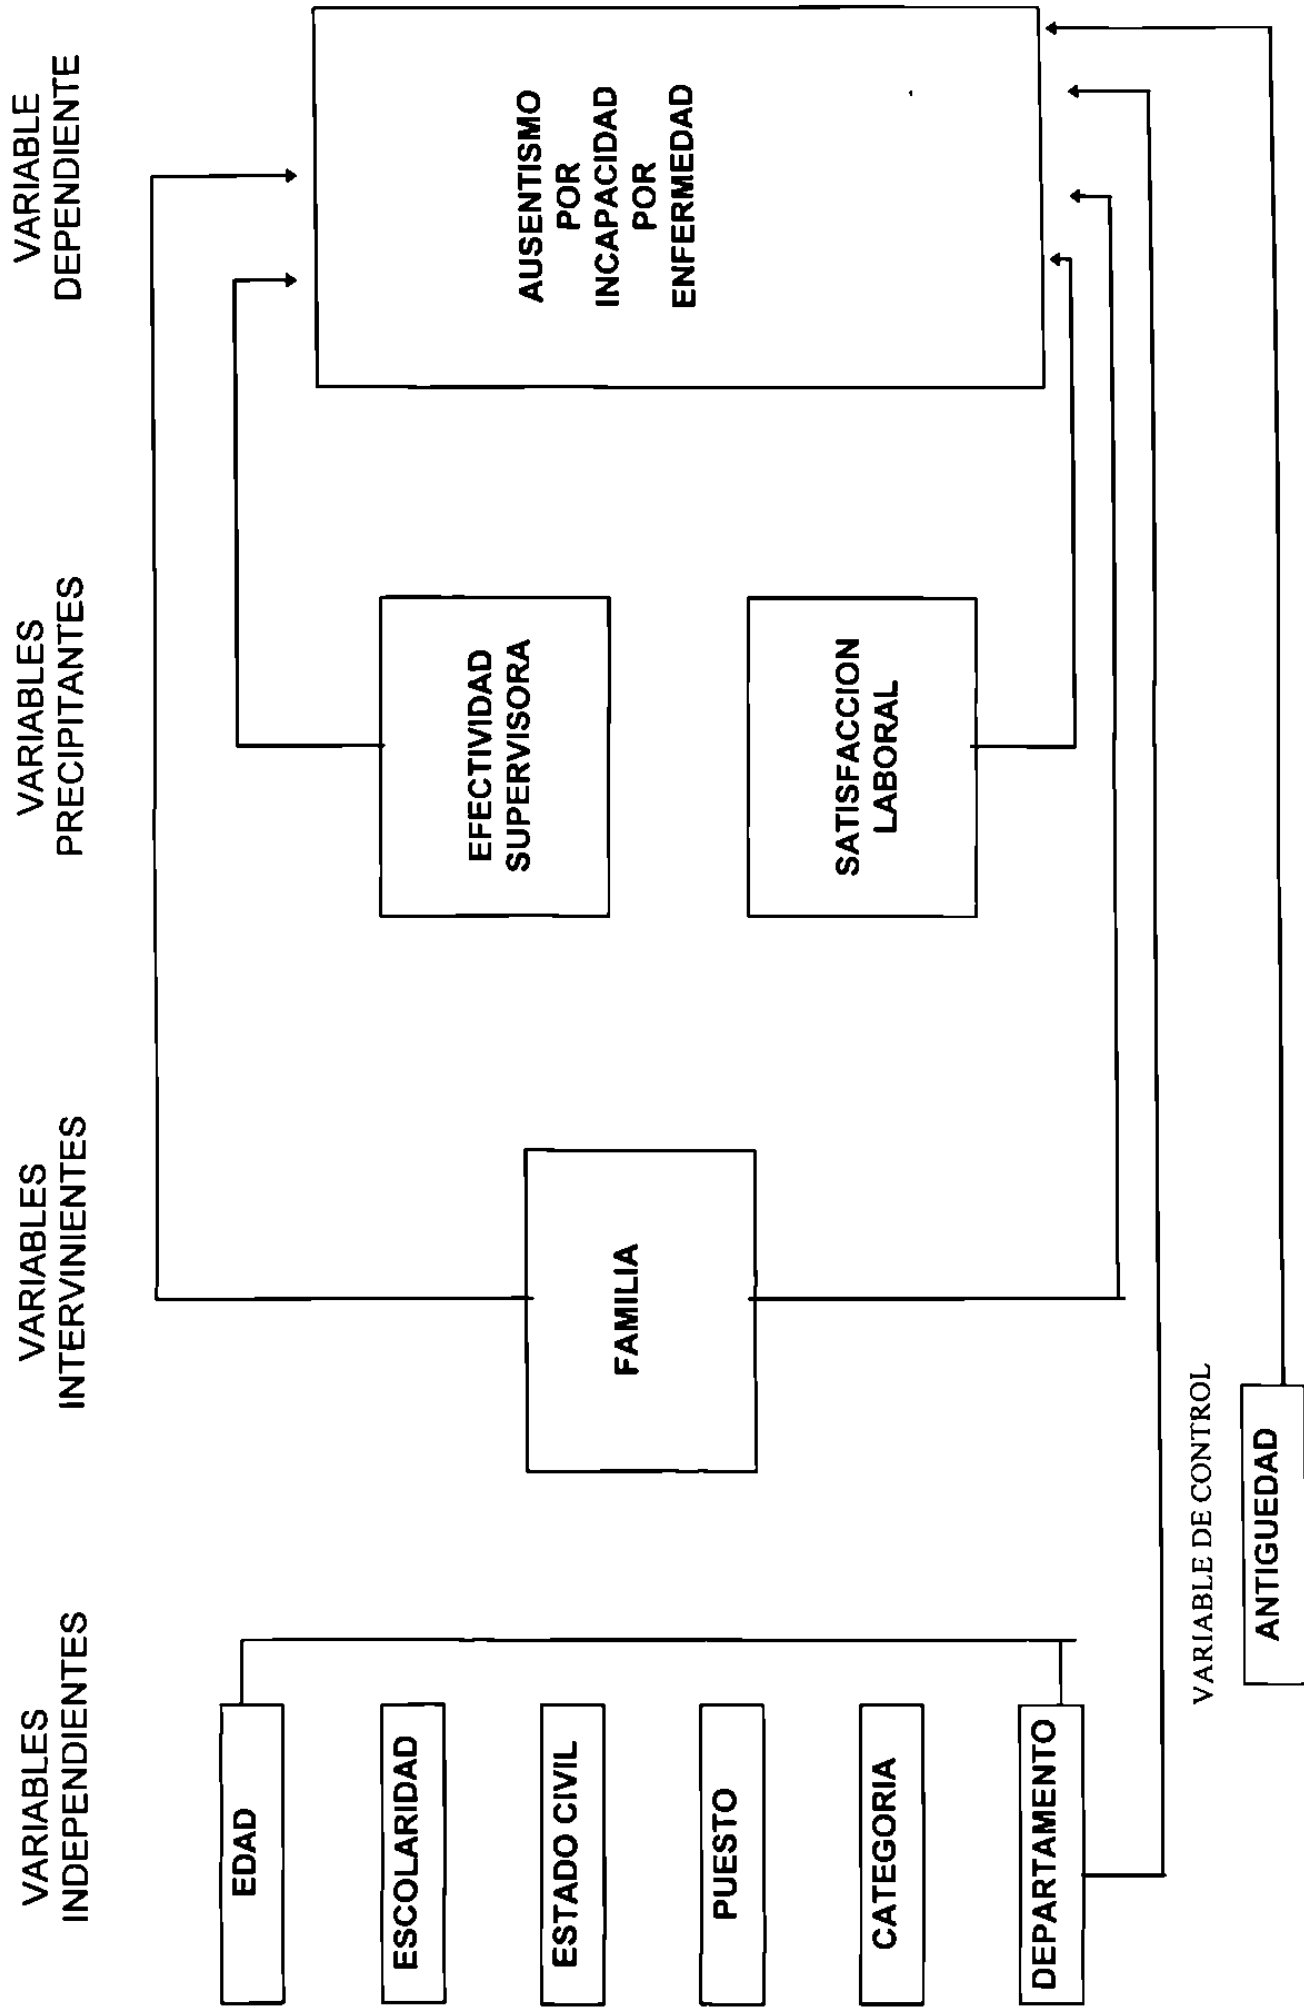 VARIABLES
INDEPENDIENTES
VARIABLES
INTERVINIENTES
VARIABLES
PRECIPITANTES
VARIABLE
DEPENDIENTE
EDAD
ESCOLARIDAD
ESTADO CIVIL
PUESTO
CATEGORIA
DEPARTAMENTO
FAMILIA
EFECTIVIDAD
SUPERVISORA
SATISFACCION
LABORAL
AUSENTISMO
POR
INCAPACIDAD
POR
ENFERMEDAD
VARIABLE DE CONTROL
ANTIGUEDAD